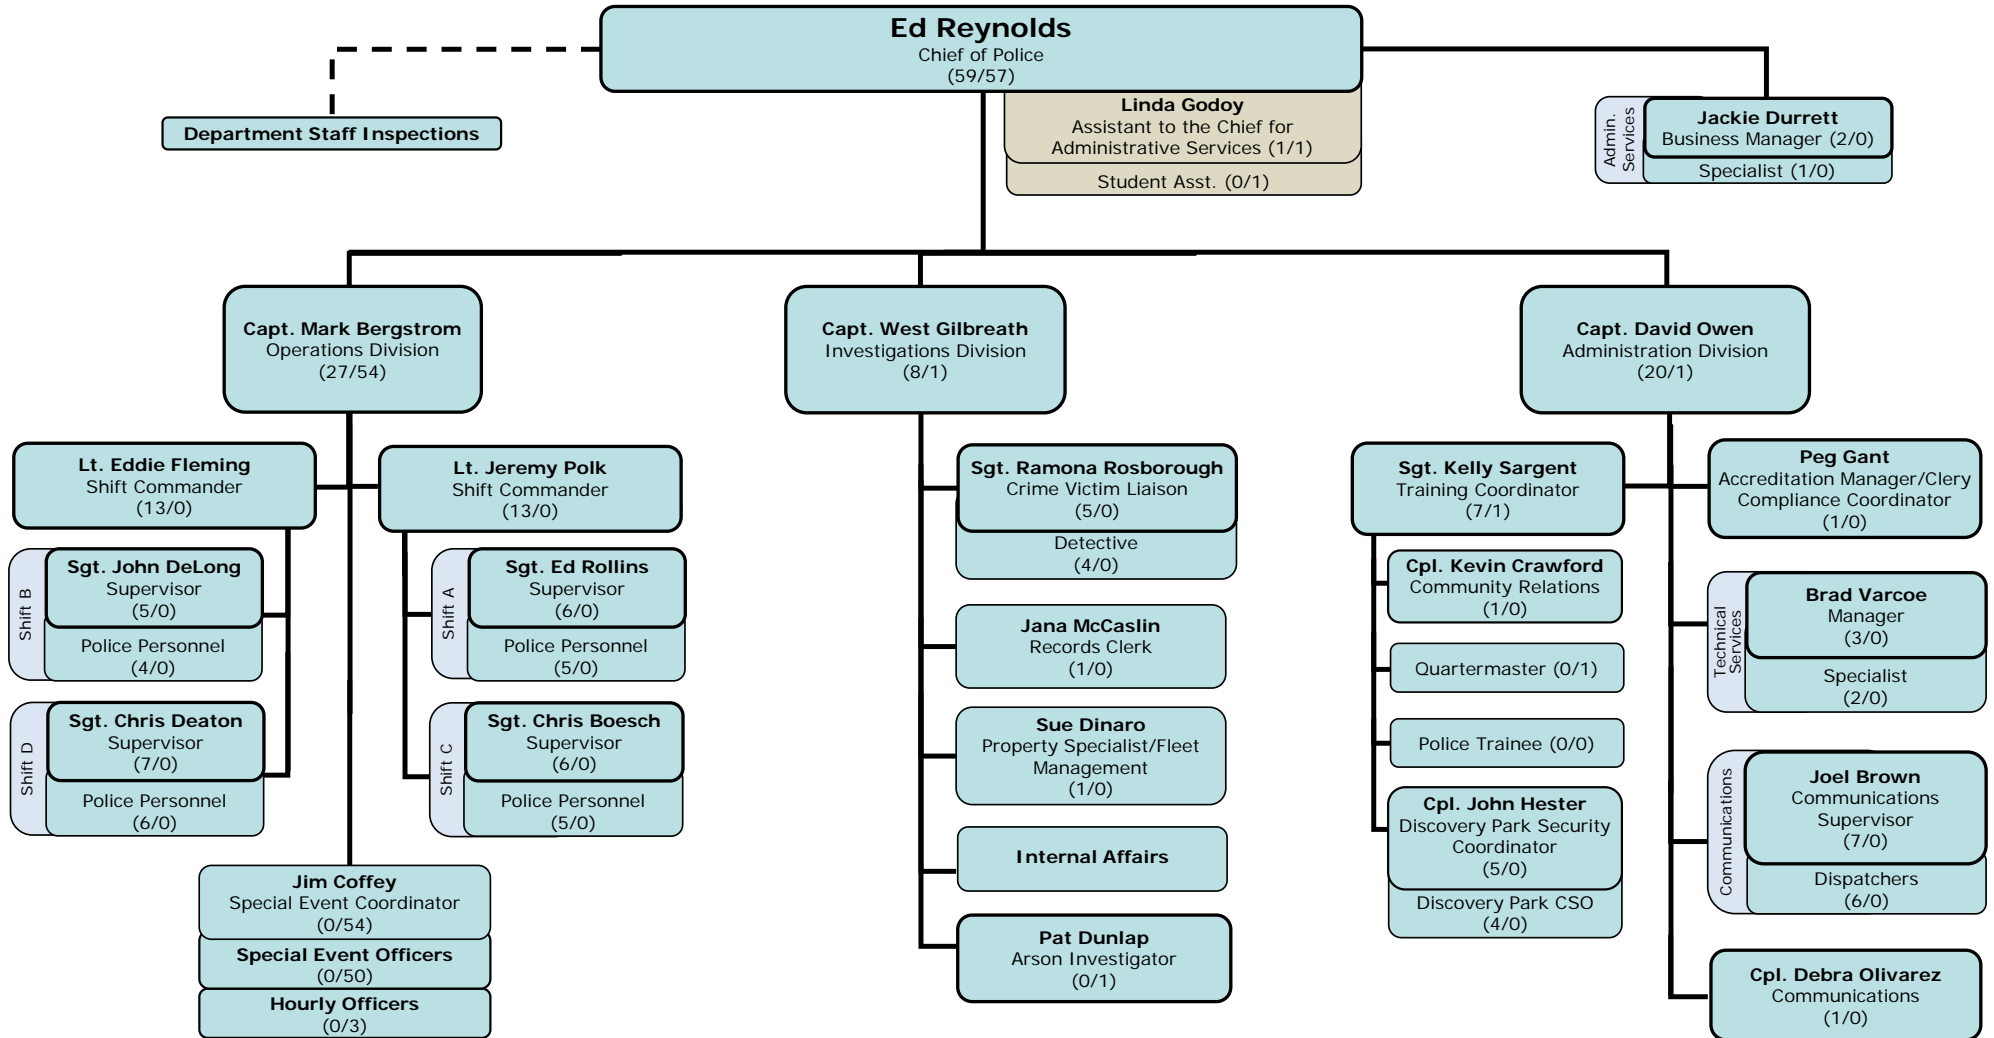 Ed Reynolds
Chief of Police
(59/57)
Department Staff Inspections
Linda Godoy
Assistant to the Chief for
Administrative Services (1/1)
Student Asst. (0/1)
Admin.
Services
Jackie Durrett
Business Manager (2/0)
Specialist (1/0)
Capt. Mark Bergstrom
Operations Division
(27/54)
Capt. West Gilbreath
Investigations Division
(8/1)
Capt. David Owen
Administration Division
(20/1)
Lt. Eddie Fleming
Shift Commander
(13/0)
Lt. Jeremy Polk
Shift Commander
(13/0)
Shift B
Sgt. John DeLong
Supervisor
(5/0)
Police Personnel
(4/0)
Shift A
Sgt. Ed Rollins
Supervisor
(6/0)
Police Personnel
(5/0)
Shift D
Sgt. Chris Deaton
Supervisor
(7/0)
Police Personnel
(6/0)
Shift C
Sgt. Chris Boesch
Supervisor
(6/0)
Police Personnel
(5/0)
Jim Coffey
Special Event Coordinator
(0/54)
Special Event Officers
(0/50)
Hourly Officers
(0/3)
Sgt. Ramona Rosborough
Crime Victim Liaison
(5/0)
Detective
(4/0)
Jana McCaslin
Records Clerk
(1/0)
Sue Dinaro
Property Specialist/Fleet
Management
(1/0)
Internal Affairs
Pat Dunlap
Arson Investigator
(0/1)
Sgt. Kelly Sargent
Training Coordinator
(7/1)
Cpl. Kevin Crawford
Community Relations
(1/0)
Quartermaster (0/1)
Police Trainee (0/0)
Cpl. John Hester
Discovery Park Security
Coordinator
(5/0)
Discovery Park CSO
(4/0)
Peg Gant
Accreditation Manager/Clery
Compliance Coordinator
(1/0)
Technical
Services
Brad Varcoe
Manager
(3/0)
Specialist
(2/0)
Communications
Joel Brown
Communications
Supervisor
(7/0)
Dispatchers
(6/0)
Cpl. Debra Olivarez
Communications
(1/0)